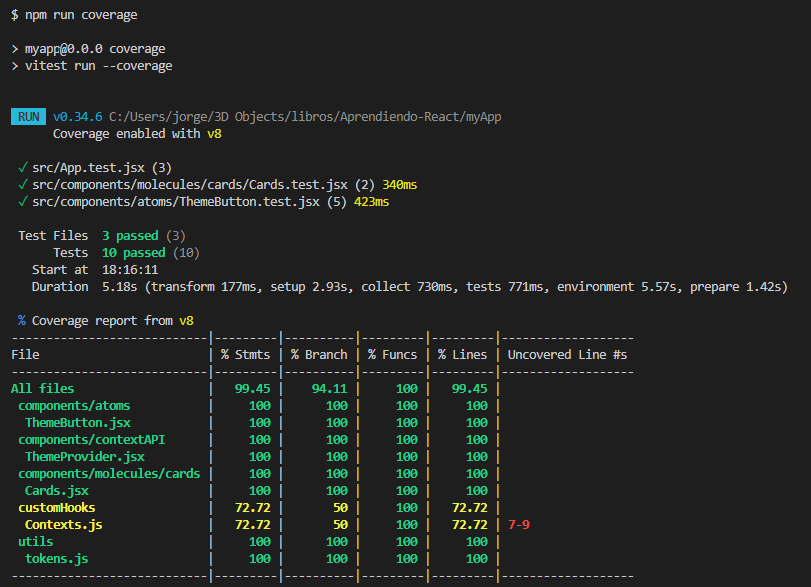 $ npm run coverage
> myapp@0.0.0 coverage
> vitest run --coverage
RUN v0.34.6 C:/Users/jorge/3D Objects/libros/Aprendiendo-React/myApp
Coverage enabled with v8
✓ src/App.test.jsx (3)
✓ src/components/molecules/cards/Cards.test.jsx (2) 340ms
✓ src/components/atoms/ThemeButton.test.jsx (5) 423ms
Test Files 3 passed (3)
Tests 10 passed (10)
Start at 18:16:11
Duration 5.18s (transform 177ms, setup 2.93s, collect 730ms, tests 771ms, environment 5.57s, prepare 1.42s)
% Coverage report from v8
----------------------------|---------|----------|---------|---------|-------------------
File | % Stmts | % Branch | % Funcs | % Lines | Uncovered Line #s
----------------------------|---------|----------|---------|---------|-------------------
All files | 99.45 | 94.11 | 100 | 99.45 |
components/atoms | 100 | 100 | 100 | 100 |
ThemeButton.jsx | 100 | 100 | 100 | 100 |
components/contextAPI | 100 | 100 | 100 | 100 |
ThemeProvider.jsx | 100 | 100 | 100 | 100 |
components/molecules/cards | 100 | 100 | 100 | 100 |
Cards.jsx | 100 | 100 | 100 | 100 |
customHooks | 72.72 | 50 | 100 | 72.72 |
Contexts.js | 72.72 | 50 | 100 | 72.72 | 7-9
utils | 100 | 100 | 100 | 100 |
tokens.js | 100 | 100 | 100 | 100 |
----------------------------|---------|----------|---------|---------|-------------------